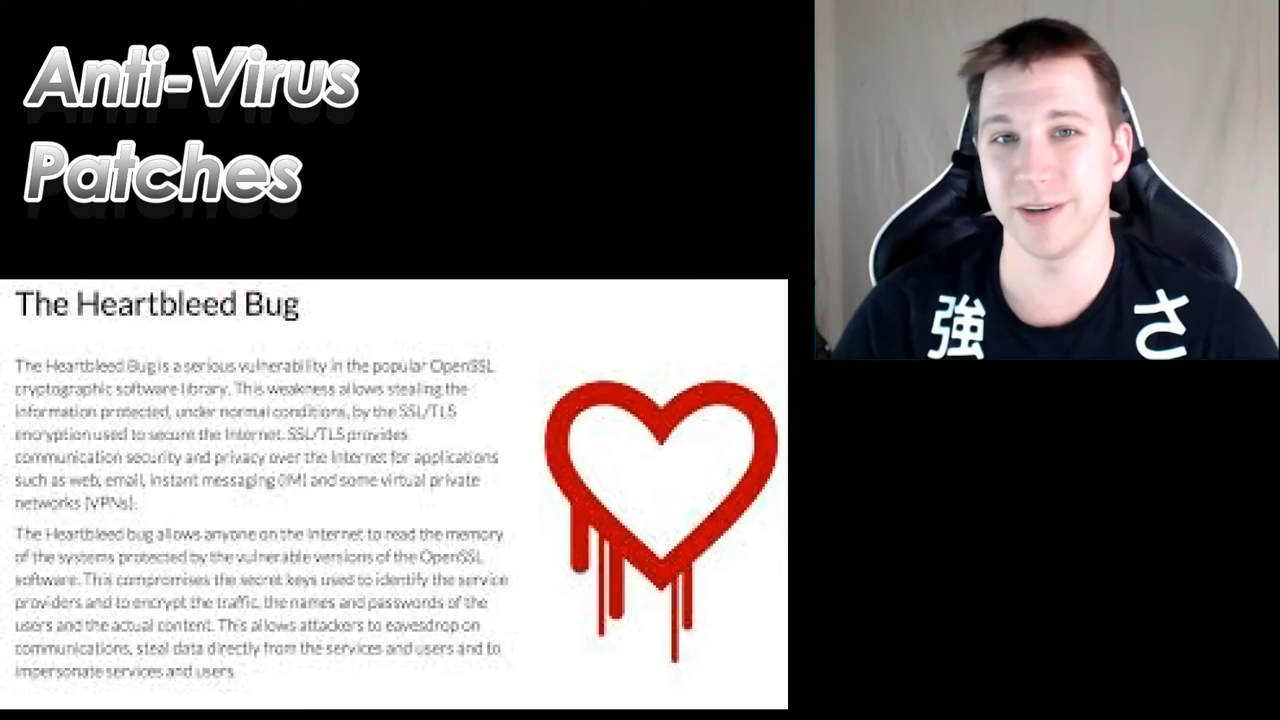 Anti-Virus
Patches
The Heartbleed Bug
The Heartbleed Bug is a serious vulnerability in the popular OpenSSL
cryptographic software library. This weakness allows stealing the
information protected, under normal conditions, by the SSL/TLS
encryption used to secure the Internet. SSL/TLS provides
communication security and privacy over the Internet for applications
such as web, email, instant messaging (IM) and some virtual private
networks (VPNs).
The Heartbleed bug allows anyone on the Internet to read the memory
of the systems protected by the vulnerable versions of the OpenSSL
software. This compromises the secret keys used to identify the service
providers and to encrypt the traffic, the names and passwords of the
users and the actual content. This allows attackers to eavesdrop on
communications, steal data directly from the services and users and to
impersonate services and users.
強 さ